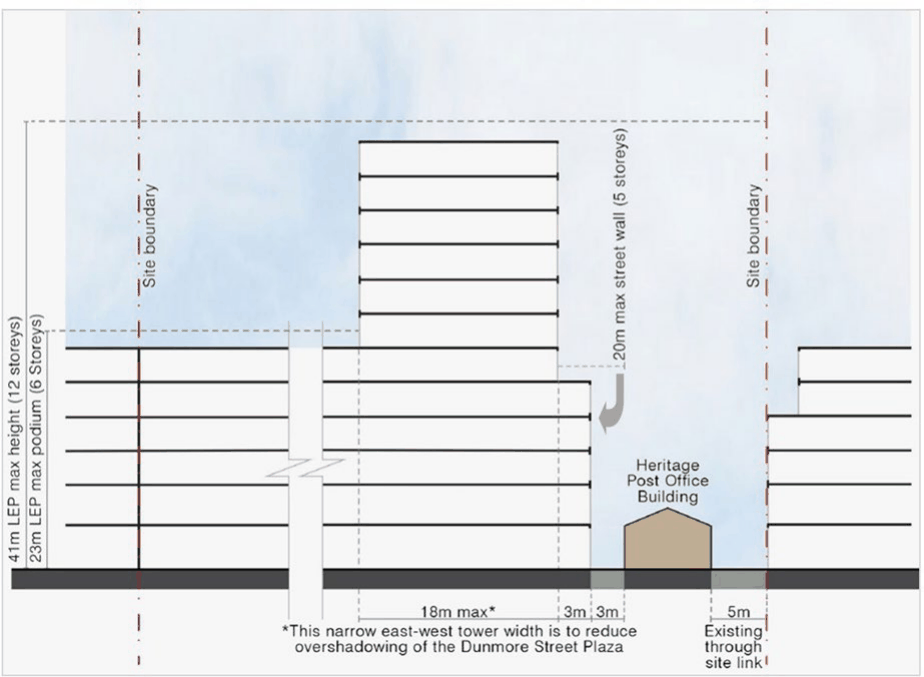 41m LEP max height (12 storeys)
23m LEP max podium (6 Storeys)
Site boundary
20m max street wall (5 storeys)
Site boundary
Heritage
Post Office
Building
18m max*
3m
3m
5m
*This narrow east-west tower width is to reduce
overshadowing of the Dunmore Street Plaza
Existing
through
site link